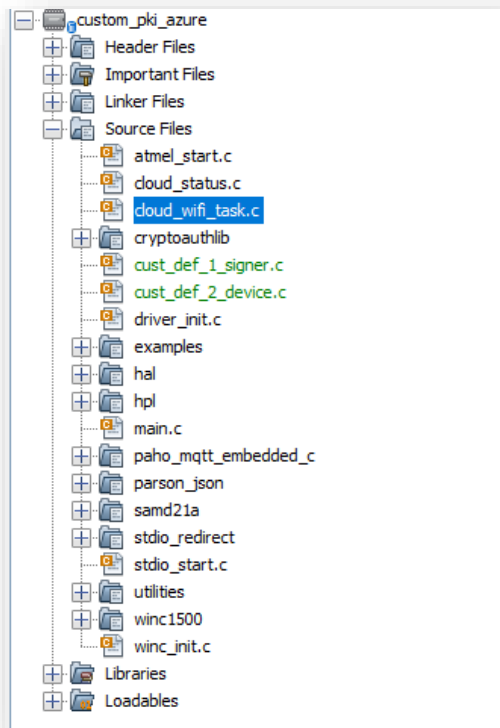 custom_pki_azure
Header Files
Important Files
Linker Files
Source Files
atmel_start.c
cloud_status.c
cloud_wifi_task.c
cryptoauthlib
cust_def_1_signer.c
cust_def_2_device.c
driver_init.c
examples
hal
hpl
main.c
paho_mqtt_embedded_c
parson_json
samd21a
stdio_redirect
stdio_start.c
utilities
winc1500
winc_init.c
Libraries
Loadables